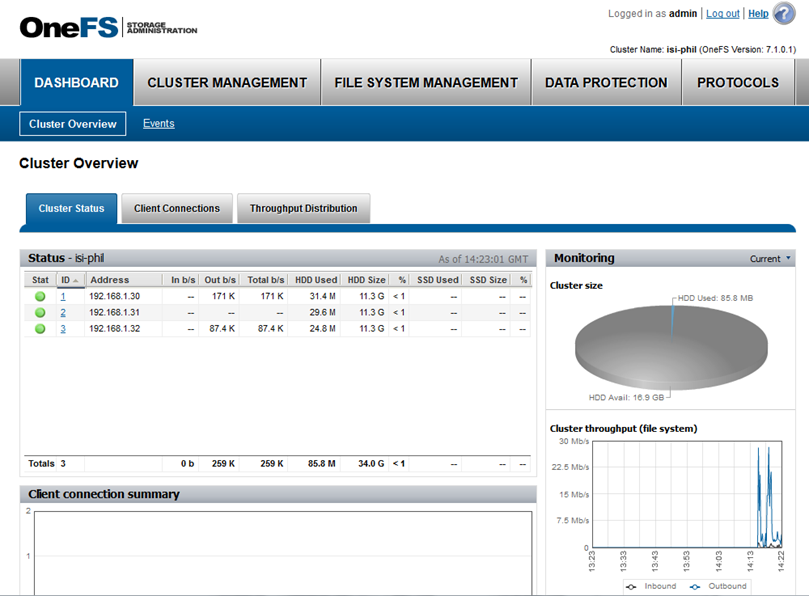 OneFS STORAGE ADMINISTRATION
Logged in as admin | Log out | Help ?
Cluster Name: isi-phil (OneFS Version: 7.1.0.1)
DASHBOARD CLUSTER MANAGEMENT FILE SYSTEM MANAGEMENT DATA PROTECTION PROTOCOLS
Cluster Overview Events
Cluster Overview
Cluster Status Client Connections Throughput Distribution
Status - isi-phil As of 14:23:01 GMT
Stat ID Address In b/s Out b/s Total b/s HDD Used HDD Size % SSD Used SSD Size %
1 192.168.1.30 -- 171 K 171 K 31.4 M 11.3 G < 1 -- -- --
2 192.168.1.31 -- -- -- 29.6 M 11.3 G < 1 -- -- --
3 192.168.1.32 -- 87.4 K 87.4 K 24.8 M 11.3 G < 1 -- -- --
Totals 3 0 b 259 K 259 K 85.8 M 34.0 G < 1 -- -- --
Client connection summary
2
1
Monitoring Current
Cluster size
HDD Used: 85.8 MB
HDD Avail: 16.9 GB
Cluster throughput (file system)
30 Mb/s
22.5 Mb/s
15 Mb/s
7.5 Mb/s
0
13:23 13:33 13:43 13:53 14:03 14:13 14:22
Inbound Outbound